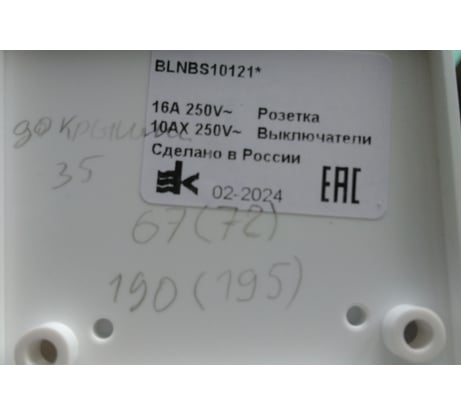 BLNBS10121*
16A 250V~ Розетка
10AX 250V~ Выключатели
Сделано в России
02-2024 EAC
до крышки
35
67(72)
190(195)